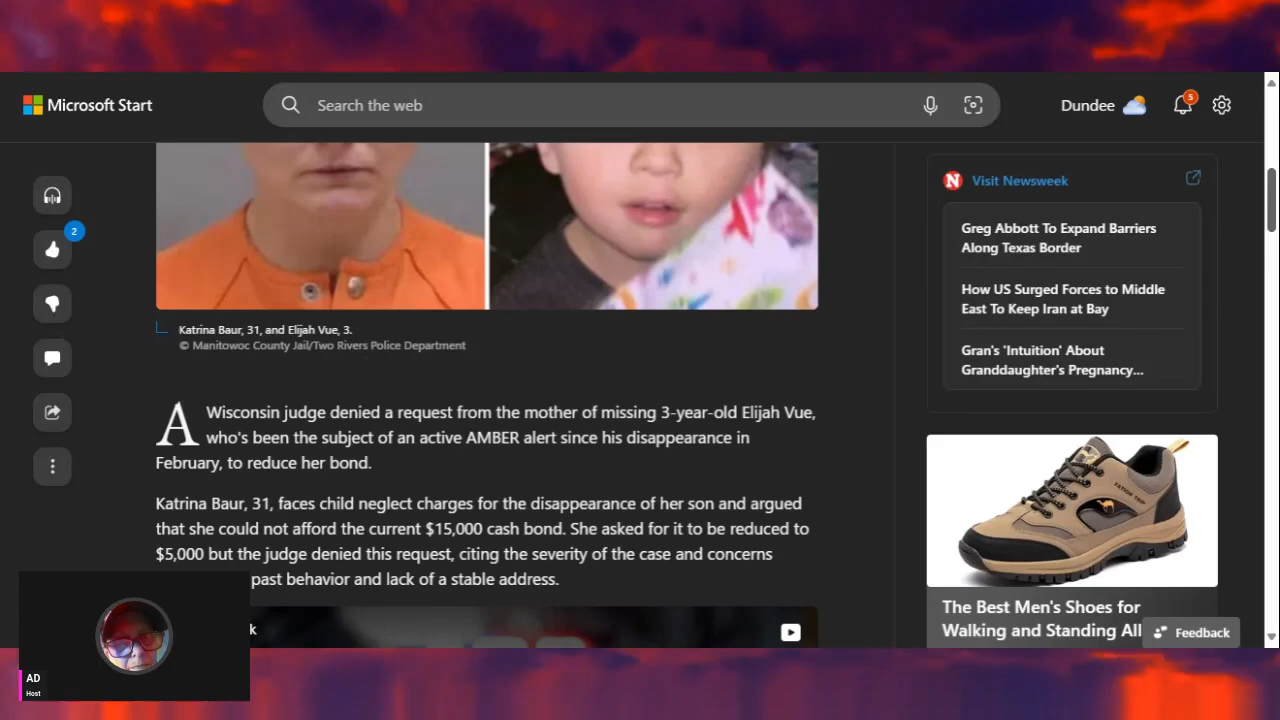 Microsoft Start
Search the web
Dundee
5
2
Visit Newsweek
Greg Abbott To Expand Barriers
Along Texas Border
How US Surged Forces to Middle
East To Keep Iran at Bay
Gran's 'Intuition' About
Granddaughter's Pregnancy...
Katrina Baur, 31, and Elijah Vue, 3.
© Manitowoc County Jail/Two Rivers Police Department
A Wisconsin judge denied a request from the mother of missing 3-year-old Elijah Vue,
who's been the subject of an active AMBER alert since his disappearance in
February, to reduce her bond.
Katrina Baur, 31, faces child neglect charges for the disappearance of her son and argued
that she could not afford the current $15,000 cash bond. She asked for it to be reduced to
$5,000 but the judge denied this request, citing the severity of the case and concerns
past behavior and lack of a stable address.
k
The Best Men's Shoes for
Walking and Standing All
Feedback
AD
Host